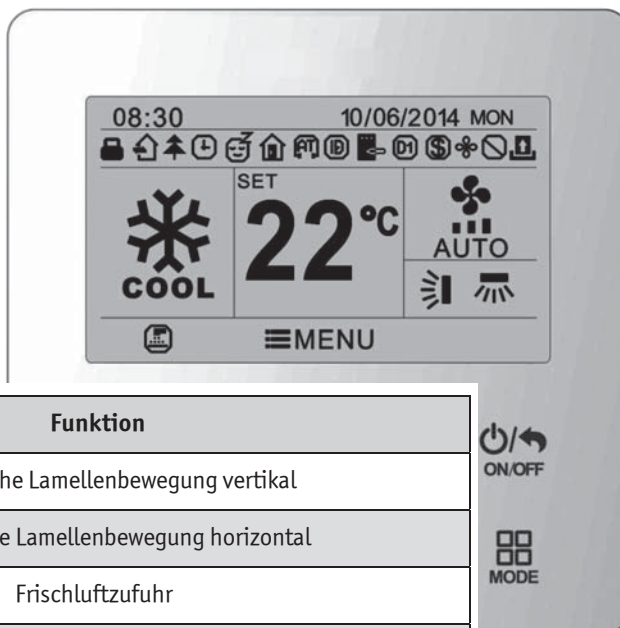 08:30 10/06/2014 MON
SET
22°C
COOL
AUTO
MENU
Funktion
Lamellenbewegung vertikal
Lamellenbewegung horizontal
Frischluftzufuhr
ON/OFF
MODE